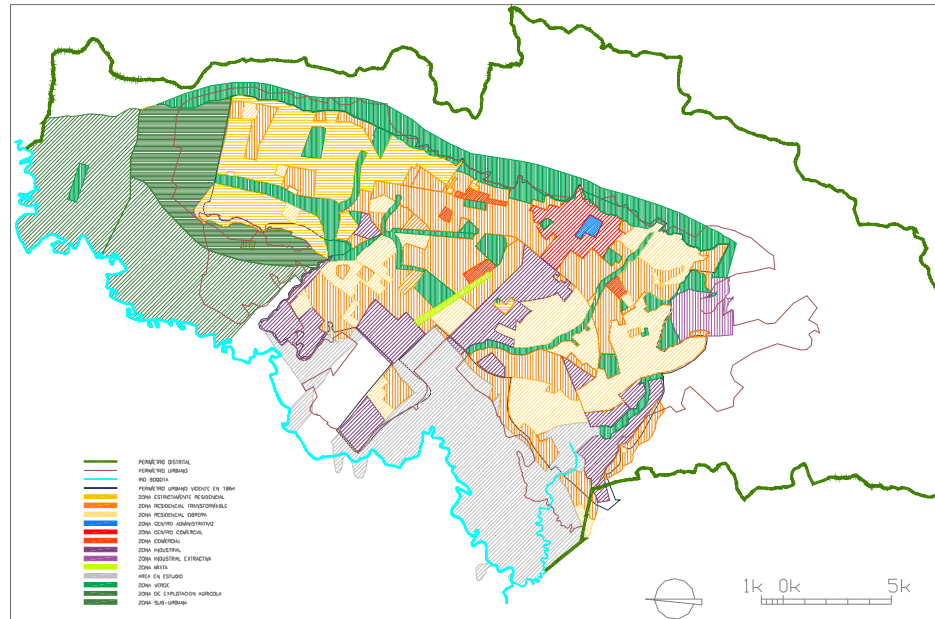 PERIMETRO DISTRITAL
PERIMETRO URBANO
RIO BOGOTA
PERIMETRO URBANO VIGENTE EN 1964
ZONA ESTRICTAMENTE RESIDENCIAL
ZONA RESIDENCIAL TRANSFORMABLE
ZONA RESIDENCIAL OBRERA
ZONA CENTRO ADMINISTRATIVO
ZONA CENTRO COMERCIAL
ZONA COMERCIAL
ZONA INDUSTRIAL
ZONA INDUSTRIAL EXTRACTIVA
ZONA MIXTA
AREA EN ESTUDIO
ZONA VERDE
ZONA DE EXPLOTACION AGRICOLA
ZONA SUB-URBANA
1k 0k 5k